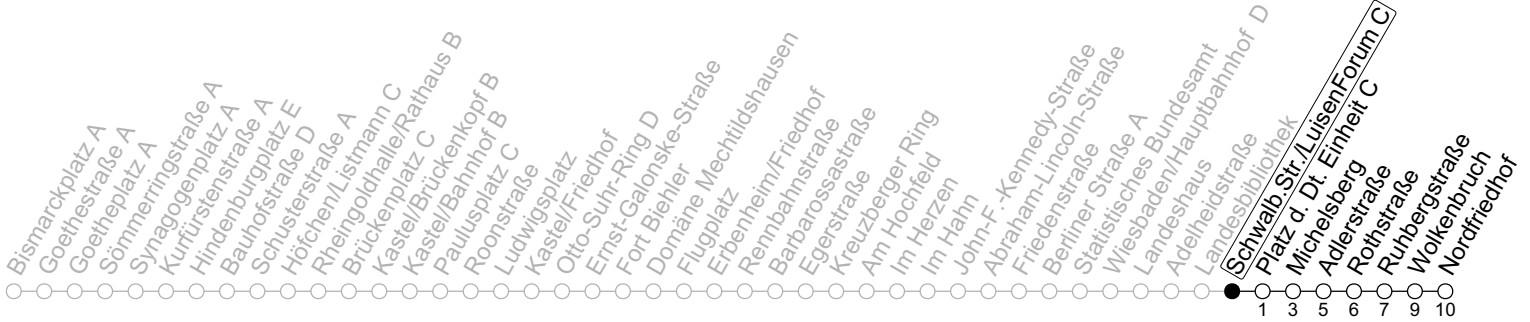 Bismarckplatz A
Goethestraße A
Goetheplatz A
Sömmerringstraße A
Synagogenplatz A
Kurfürstenstraße A
Hindenburgplatz E
Bauhofstraße D
Schusterstraße A
Höfchen/Listmann C
Rheingoldhalle/Rathaus B
Brückenplatz C
Kastel/Brückenkopf B
Kastel/Bahnhof B
Paulusplatz C
Roonstraße
Ludwigsplatz
Kastel/Friedhof
Otto-Suhr-Ring D
Ernst-Galonske-Straße
Fort Biehler
Domäne Mechtildshausen
Flugplatz
Erbenheim/Friedhof
Rennbahnstraße
Barbarossastraße
Egerstraße
Kreuzberger Ring
Am Hochfeld
Im Herzen
Im Hahn
John-F.-Kennedy-Straße
Abraham-Lincoln-Straße
Friedenstraße
Berliner Straße A
Statistisches Bundesamt
Wiesbaden/Hauptbahnhof D
Landeshaus
Adelheidstraße
Landesbibliothek
Schwalb.Str./LuisenForum C
Platz d. Dt. Einheit C
Michelsberg
Adlerstraße
Rothstraße
Ruhbergstraße
Wolkenbruch
Nordfriedhof
1 3 5 6 7 9 10